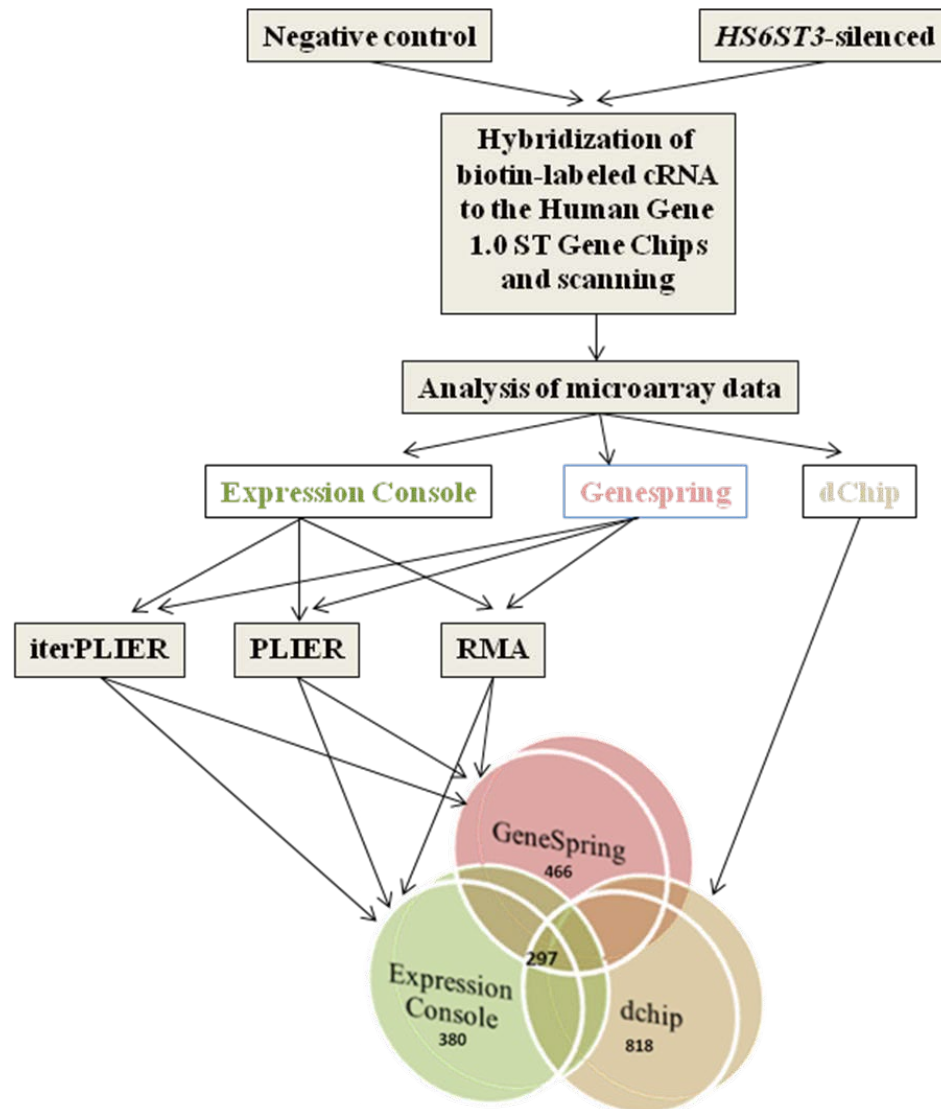 Negative control
HS6ST3-silenced
Hybridization of
biotin-labeled cRNA
to the Human Gene
1.0 ST Gene Chips
and scanning
Analysis of microarray data
Expression Console
Genespring
dChip
iterPLIER
PLIER
RMA
GeneSpring
466
297
Expression
Console
380
dchip
818